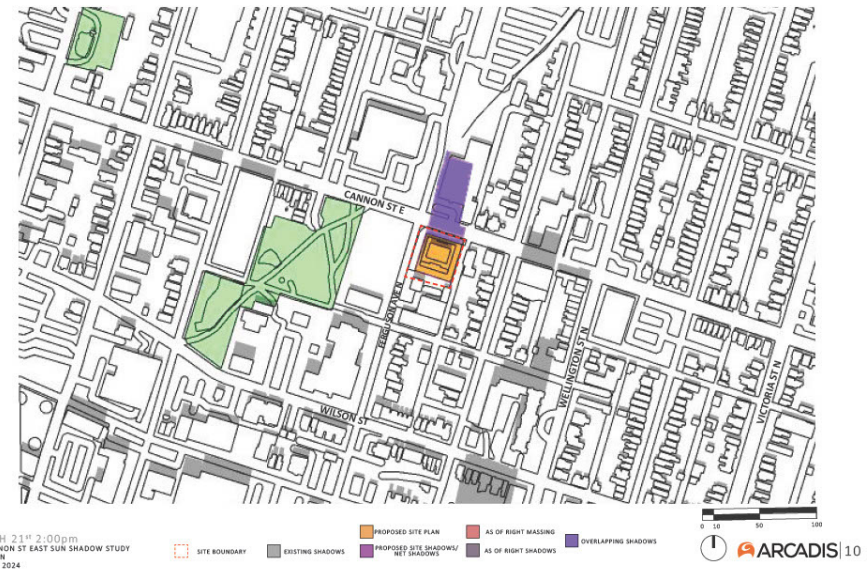 CANNON ST E
FERGUSON AVE N
WELLINGTON ST N
VICTORIA ST N
WILSON ST
H 21st 2:00pm
NON ST EAST SUN SHADOW STUDY
N
2024
SITE BOUNDARY
EXISTING SHADOWS
PROPOSED SITE PLAN
PROPOSED SITE SHADOWS/
NET SHADOWS
AS OF RIGHT MASSING
AS OF RIGHT SHADOWS
OVERLAPPING SHADOWS
0 10 50 100
ARCADIS 10